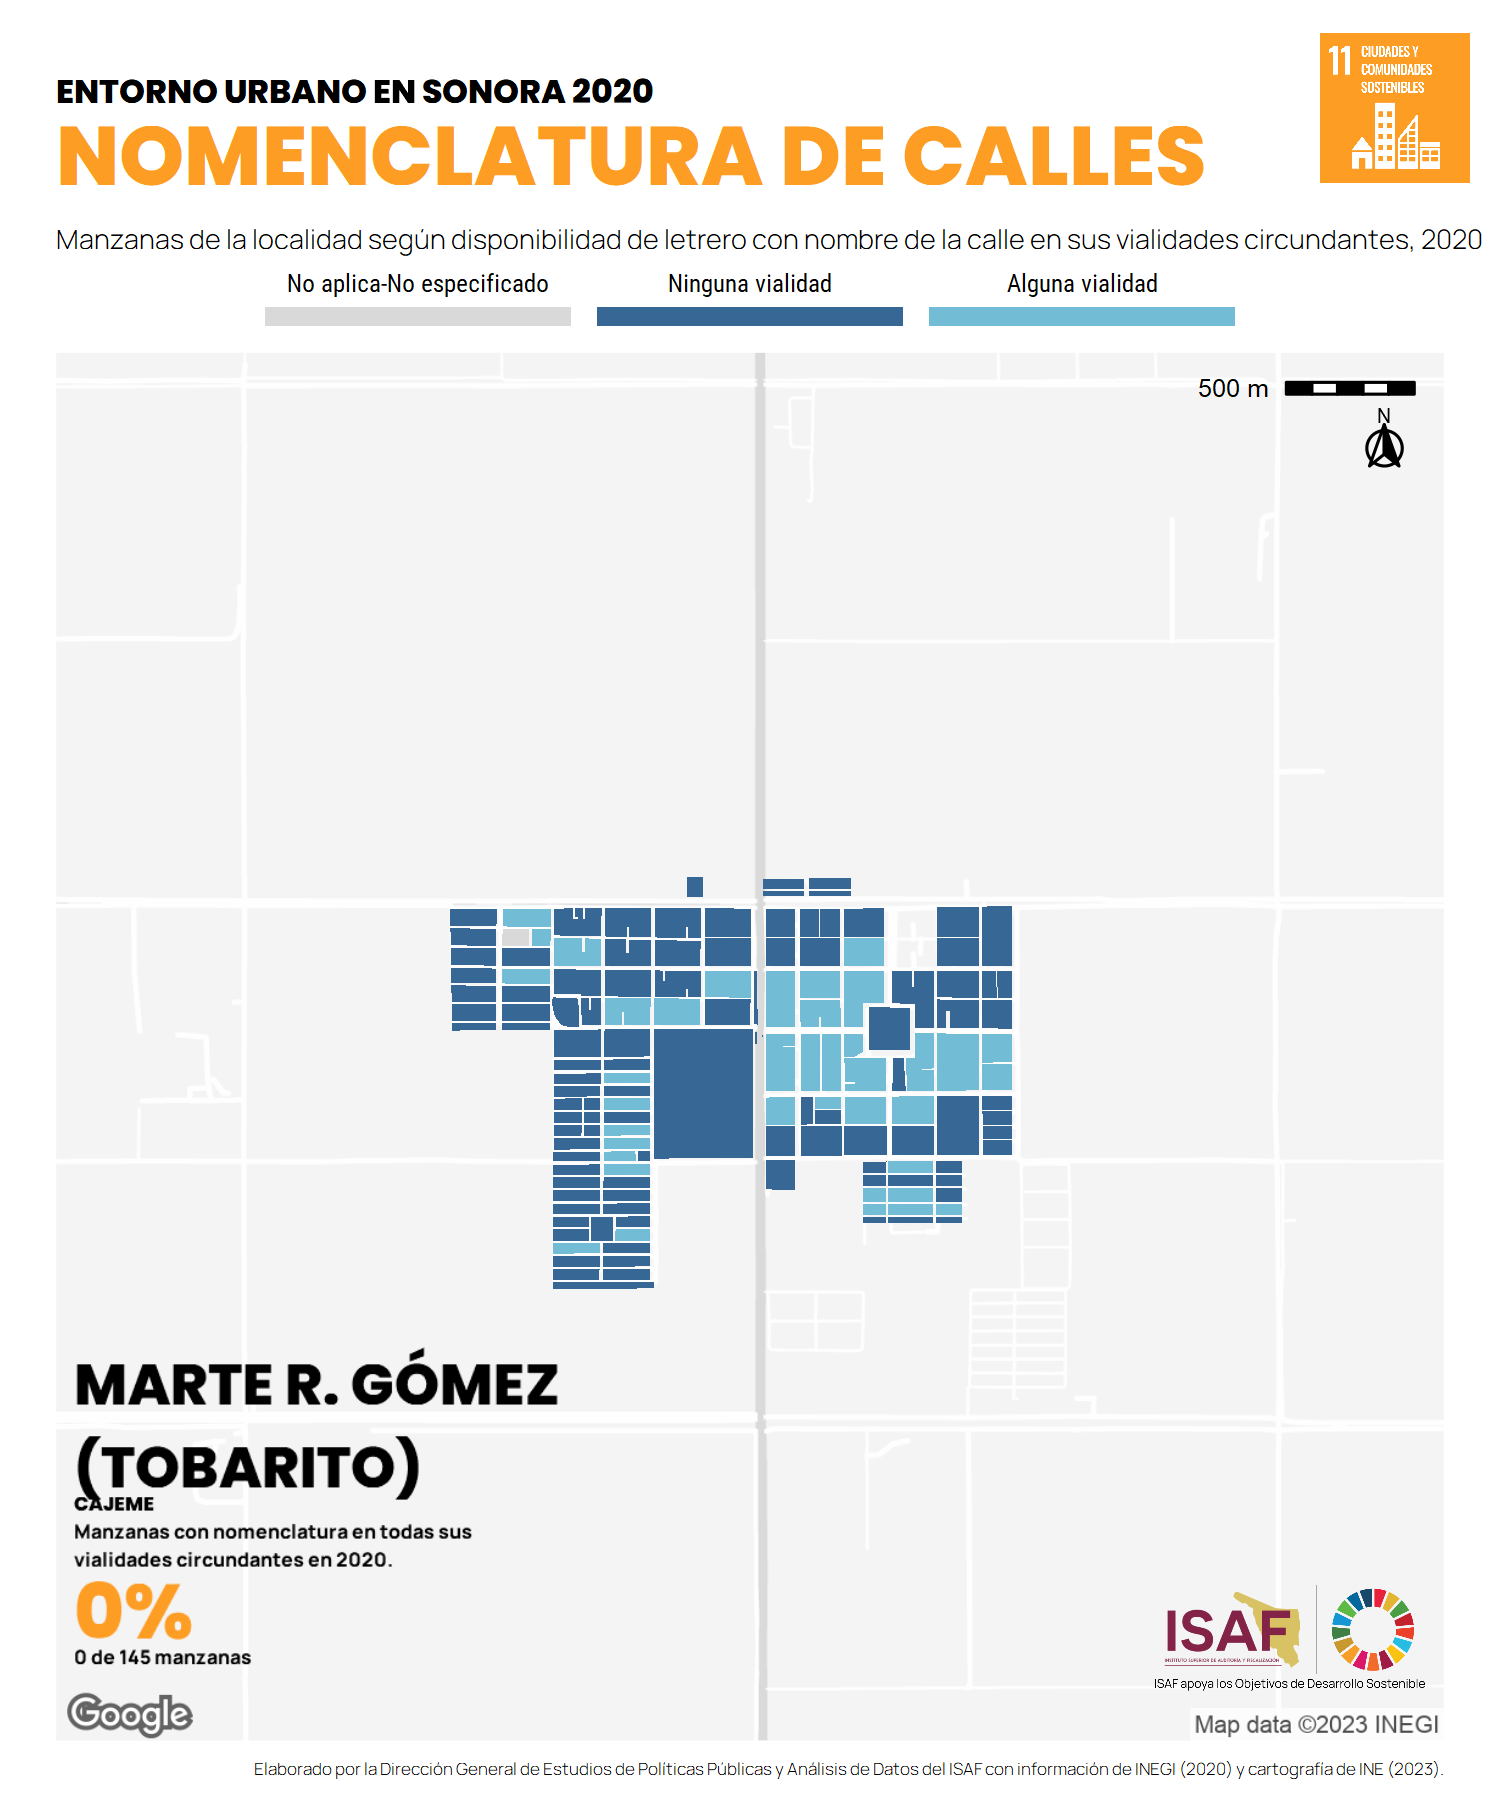 ENTORNO URBANO EN SONORA 2020
NOMENCLATURA DE CALLES
11 CIUDADES Y
COMUNIDADES
SOSTENIBLES
Manzanas de la localidad según disponibilidad de letrero con nombre de la calle en sus vialidades circundantes, 2020
No aplica-No especificado
Ninguna vialidad
Alguna vialidad
500 m
N
MARTE R. GÓMEZ
(TOBARITO)
CAJEME
Manzanas con nomenclatura en todas sus
vialidades circundantes en 2020.
0%
0 de 145 manzanas
Google
ISAF
INSTITUTO SUPERIOR DE AUDITORÍA Y FISCALIZACIÓN
ISAF apoya los Objetivos de Desarrollo Sostenible
Map data ©2023 INEGI
Elaborado por la Dirección General de Estudios de Políticas Públicas y Análisis de Datos del ISAF con información de INEGI (2020) y cartografía de INE (2023).